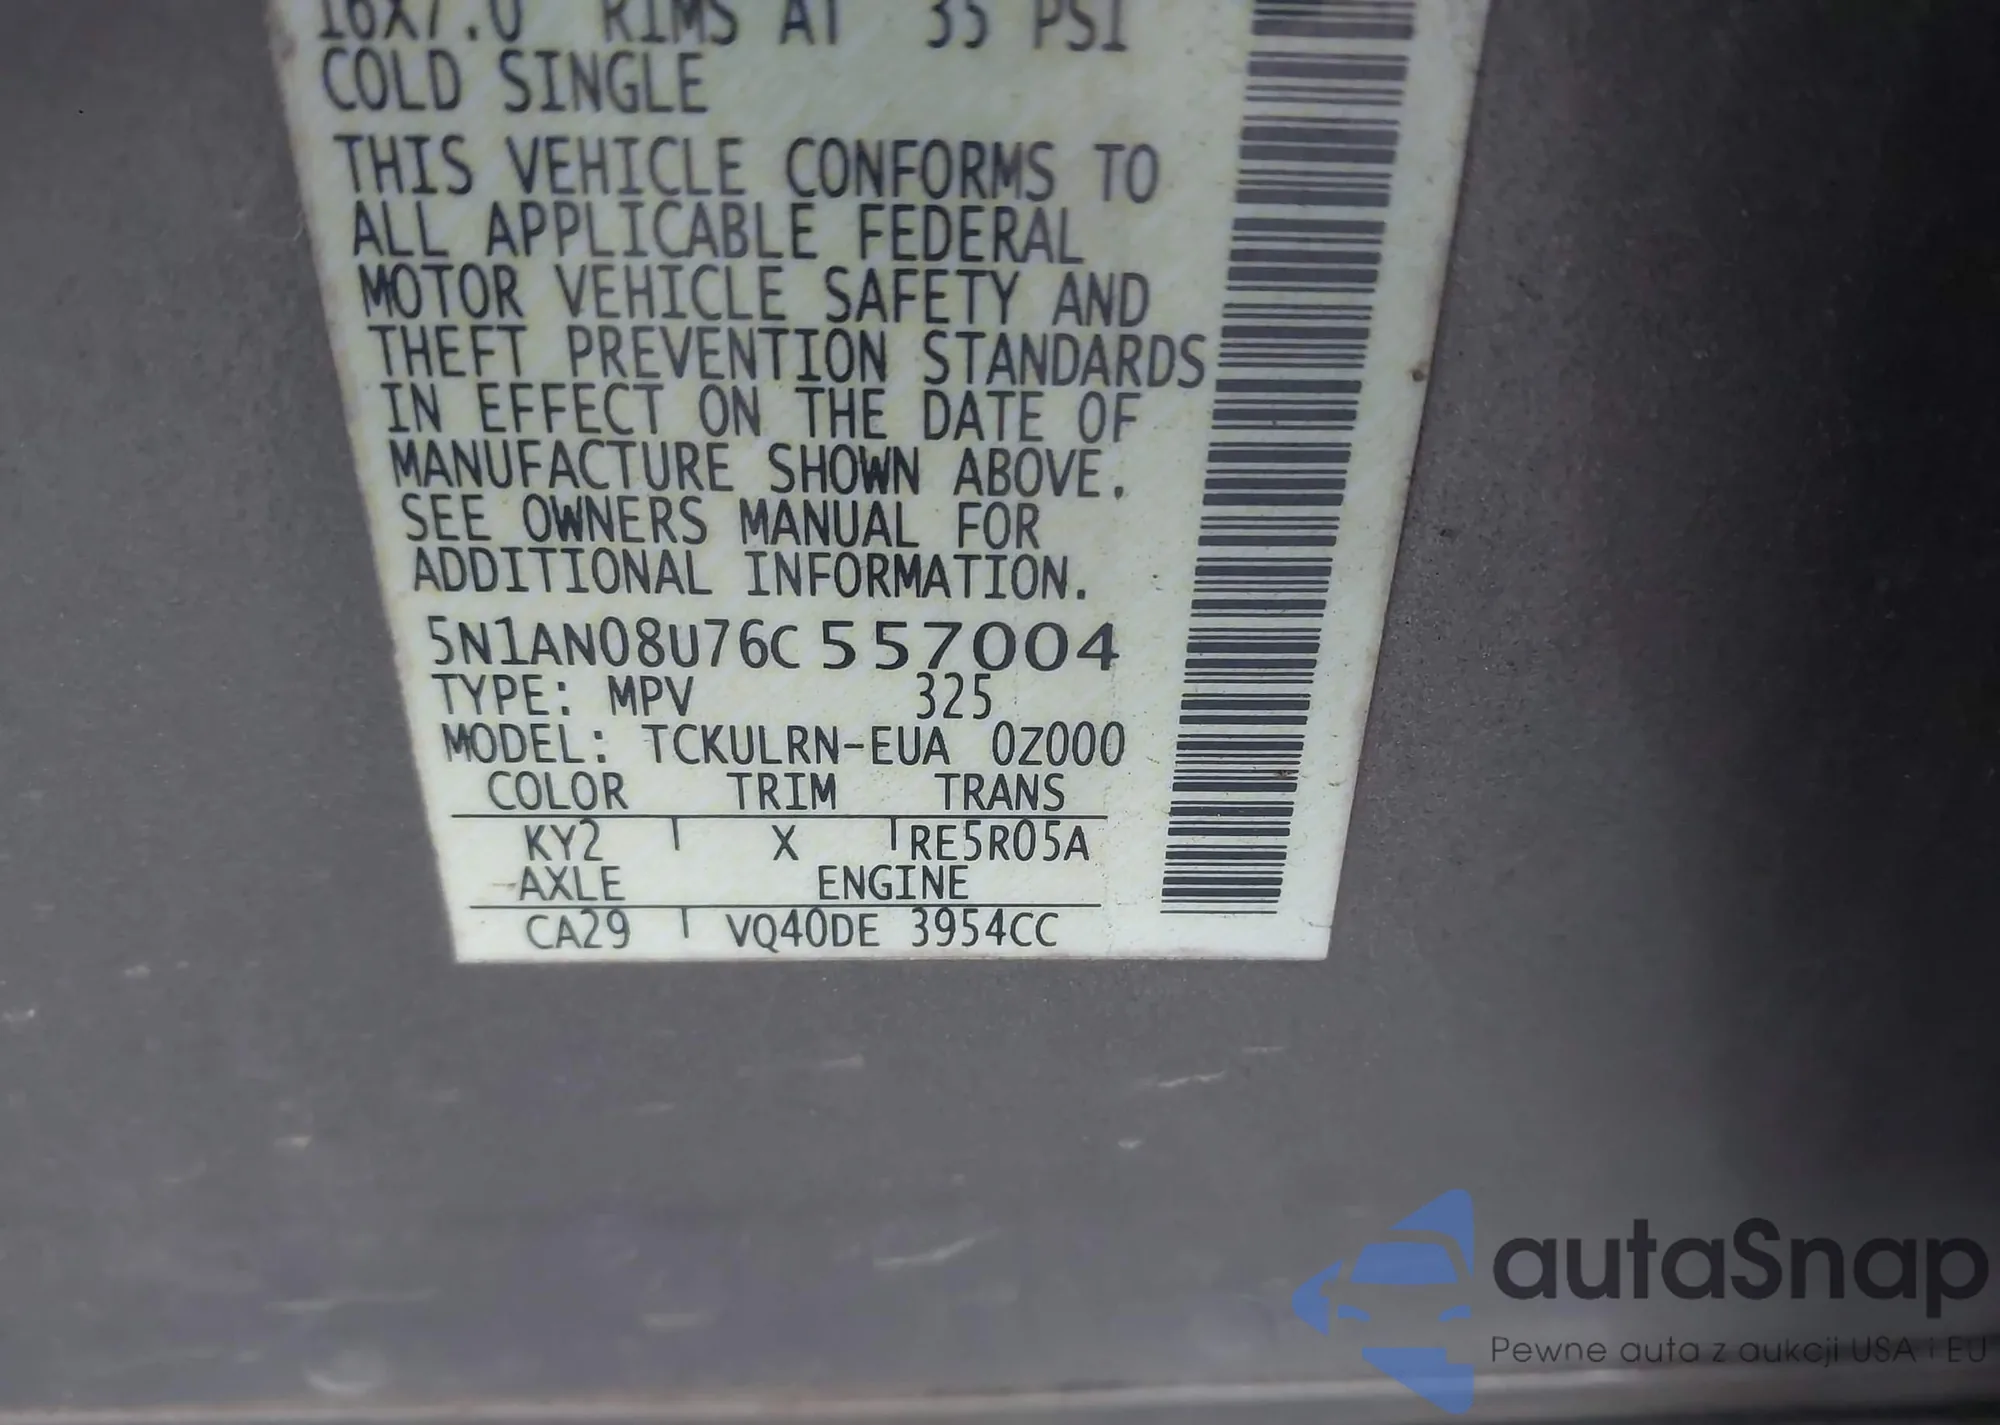 16X7.0 RIMS AT 35 PSI
COLD SINGLE
THIS VEHICLE CONFORMS TO
ALL APPLICABLE FEDERAL
MOTOR VEHICLE SAFETY AND
THEFT PREVENTION STANDARDS
IN EFFECT ON THE DATE OF
MANUFACTURE SHOWN ABOVE.
SEE OWNERS MANUAL FOR
ADDITIONAL INFORMATION.
5N1AN08U76C557004
TYPE: MPV 325
MODEL: TCKULRN-EUA 0Z000
COLOR TRIM TRANS
KY2 X RE5R05A
AXLE ENGINE
CA29 VQ40DE 3954CC
autaSnap
Pewne auta z aukcji USA i EU